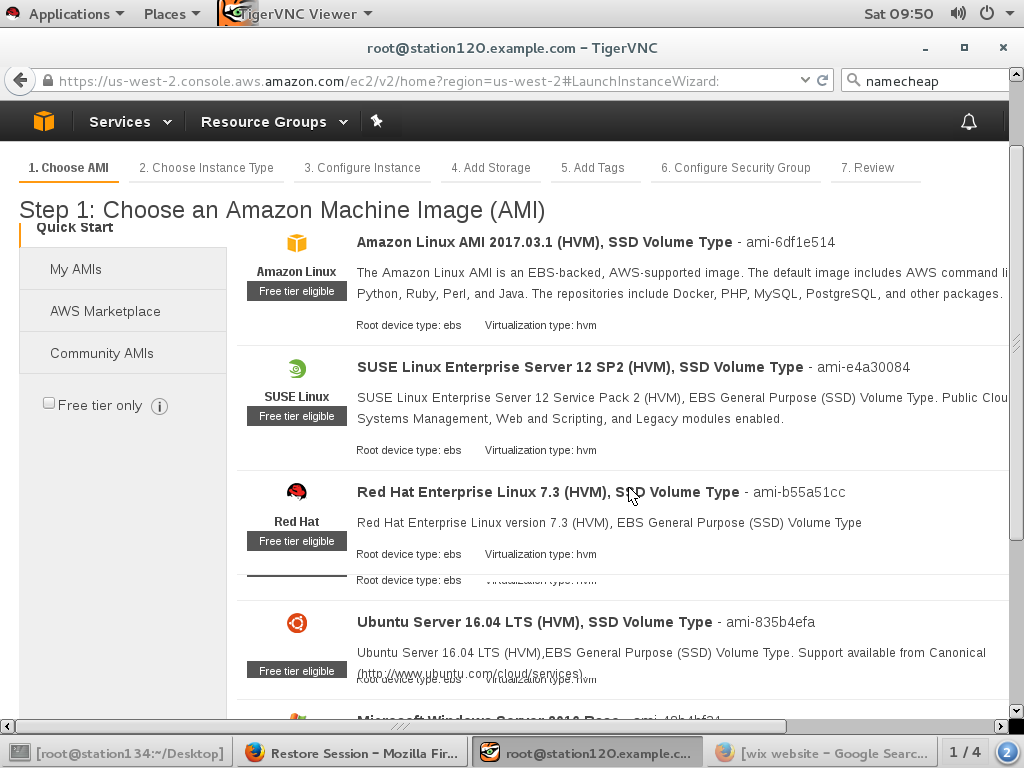 Applications Places TigerVNC Viewer Sat 09:50
root@station120.example.com – TigerVNC
https://us-west-2.console.aws.amazon.com/ec2/v2/home?region=us-west-2#LaunchInstanceWizard: namecheap
Services Resource Groups
1. Choose AMI 2. Choose Instance Type 3. Configure Instance 4. Add Storage 5. Add Tags 6. Configure Security Group 7. Review
Step 1: Choose an Amazon Machine Image (AMI)
Quick Start
My AMIs
AWS Marketplace
Community AMIs
Free tier only
Amazon Linux
Free tier eligible
Amazon Linux AMI 2017.03.1 (HVM), SSD Volume Type - ami-6df1e514
The Amazon Linux AMI is an EBS-backed, AWS-supported image. The default image includes AWS command li
Python, Ruby, Perl, and Java. The repositories include Docker, PHP, MySQL, PostgreSQL, and other packages.
Root device type: ebs Virtualization type: hvm
SUSE Linux
Free tier eligible
SUSE Linux Enterprise Server 12 SP2 (HVM), SSD Volume Type - ami-e4a30084
SUSE Linux Enterprise Server 12 Service Pack 2 (HVM), EBS General Purpose (SSD) Volume Type. Public Clou
Systems Management, Web and Scripting, and Legacy modules enabled.
Root device type: ebs Virtualization type: hvm
Red Hat
Free tier eligible
Red Hat Enterprise Linux 7.3 (HVM), SSD Volume Type - ami-b55a51cc
Red Hat Enterprise Linux version 7.3 (HVM), EBS General Purpose (SSD) Volume Type
Root device type: ebs Virtualization type: hvm
Root device type: ebs Virtualization type: hvm
Free tier eligible
Ubuntu Server 16.04 LTS (HVM), SSD Volume Type - ami-835b4efa
Ubuntu Server 16.04 LTS (HVM),EBS General Purpose (SSD) Volume Type. Support available from Canonical
(http://www.ubuntu.com/cloud/services).
Root device type: ebs Virtualization type: hvm
Microsoft Windows Server 2016 Base
[root@station134:~/Desktop] Restore Session – Mozilla Fir... root@station120.example.c... [wix website – Google Searc... 1 / 4 2